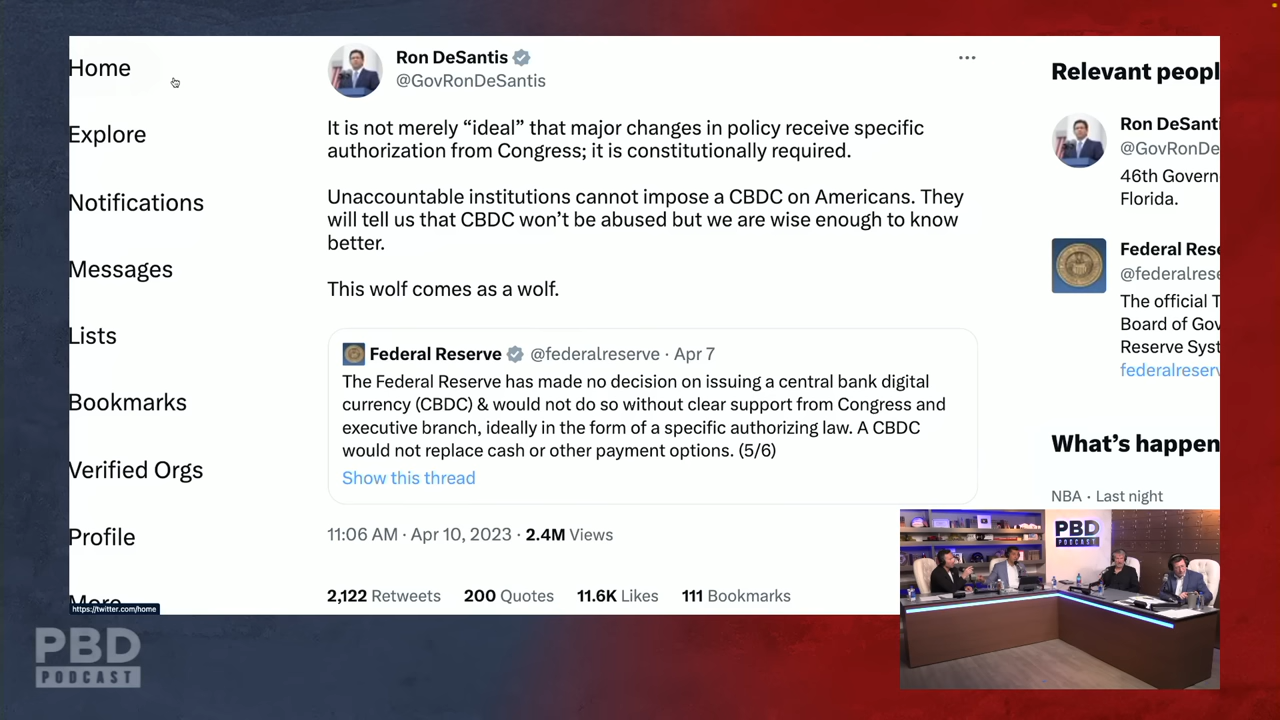 Home
Explore
Notifications
Messages
Lists
Bookmarks
Verified Orgs
Profile
More
https://twitter.com/home
Ron DeSantis
@GovRonDeSantis
It is not merely “ideal” that major changes in policy receive specific
authorization from Congress; it is constitutionally required.
Unaccountable institutions cannot impose a CBDC on Americans. They
will tell us that CBDC won’t be abused but we are wise enough to know
better.
This wolf comes as a wolf.
Federal Reserve @federalreserve · Apr 7
The Federal Reserve has made no decision on issuing a central bank digital
currency (CBDC) & would not do so without clear support from Congress and
executive branch, ideally in the form of a specific authorizing law. A CBDC
would not replace cash or other payment options. (5/6)
Show this thread
11:06 AM · Apr 10, 2023 · 2.4M Views
2,122 Retweets 200 Quotes 11.6K Likes 111 Bookmarks
Relevant peopl
Ron DeSanti
@GovRonDe
46th Govern
Florida.
Federal Rese
@federalrese
The official T
Board of Gov
Reserve Syst
federalreserv
What’s happen
NBA · Last night
PBD
PODCAST
PBD
PODCAST